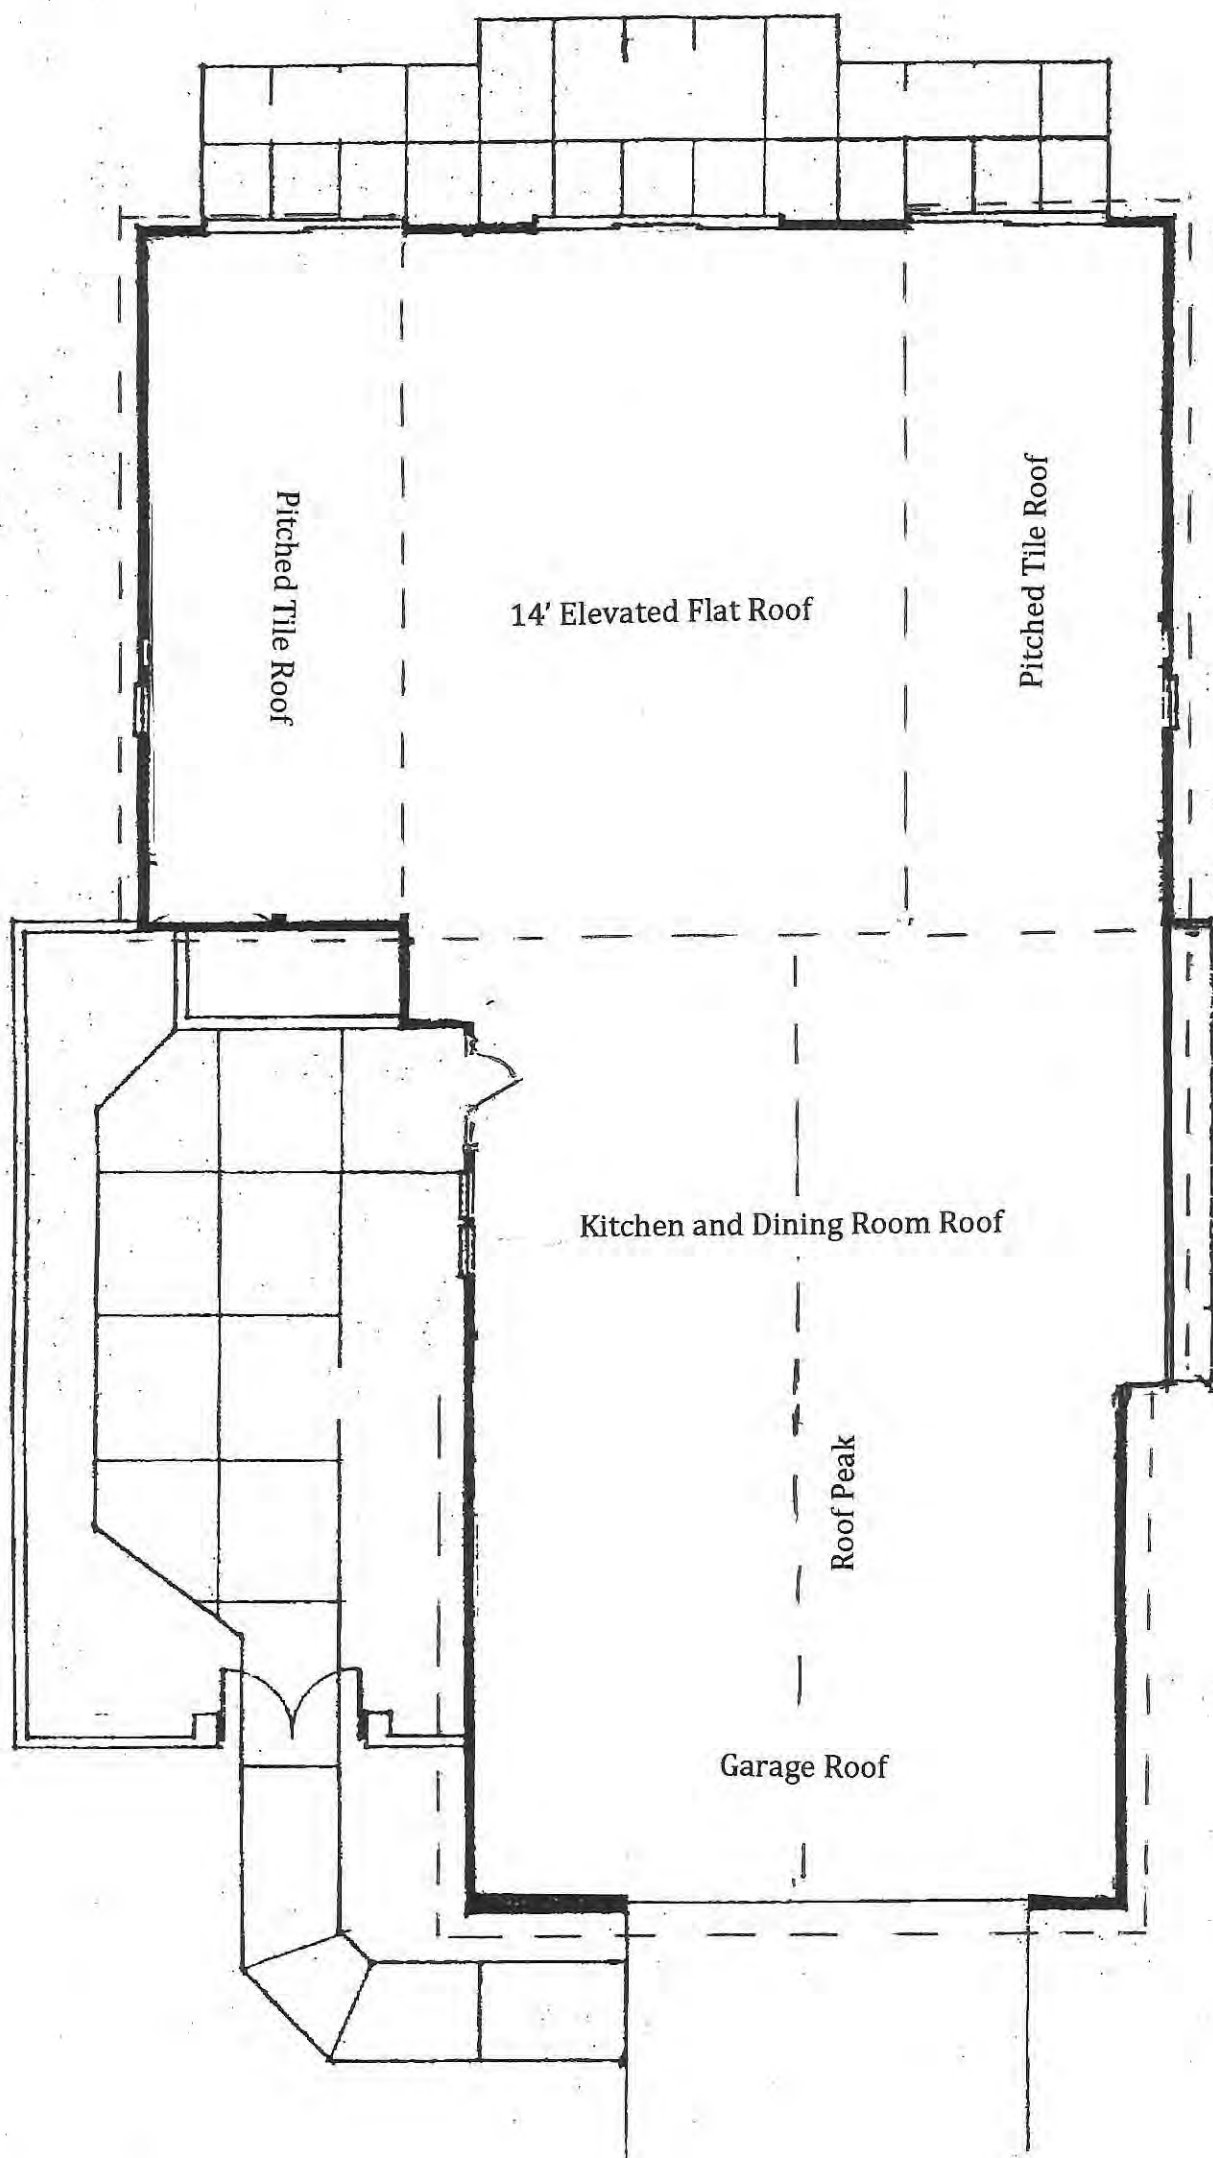 Pitched Tile Roof
14′ Elevated Flat Roof
Pitched Tile Roof
Kitchen and Dining Room Roof
Roof Peak
Garage Roof